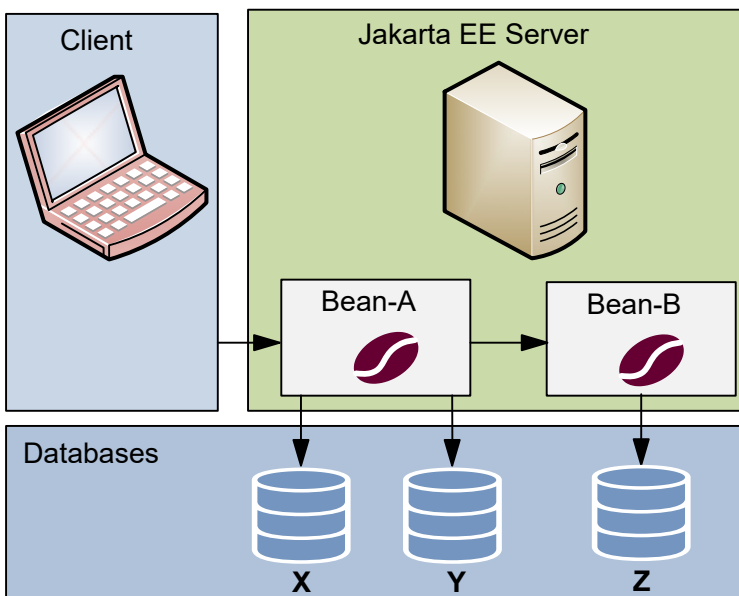 Client
Jakarta EE Server
Bean-A
Bean-B
Databases
X
Y
Z